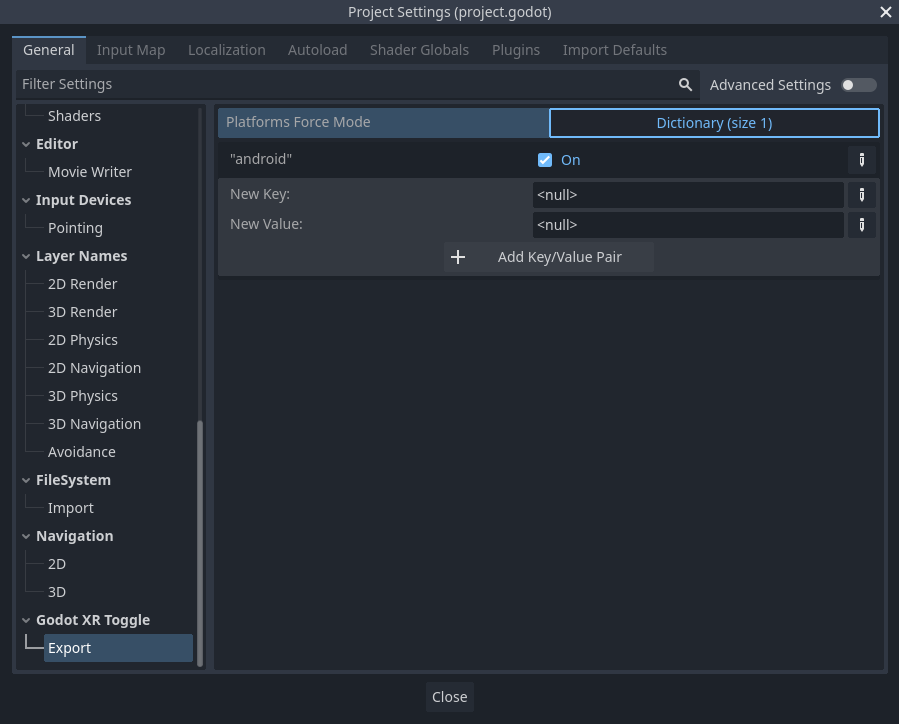 Project Settings (project.godot)
General Input Map Localization Autoload Shader Globals Plugins Import Defaults
Filter Settings
Advanced Settings
Shaders
Editor
Movie Writer
Input Devices
Pointing
Layer Names
2D Render
3D Render
2D Physics
2D Navigation
3D Physics
3D Navigation
Avoidance
FileSystem
Import
Navigation
2D
3D
Godot XR Toggle
Export
Platforms Force Mode
Dictionary (size 1)
"android"
On
New Key:
<null>
New Value:
<null>
Add Key/Value Pair
Close